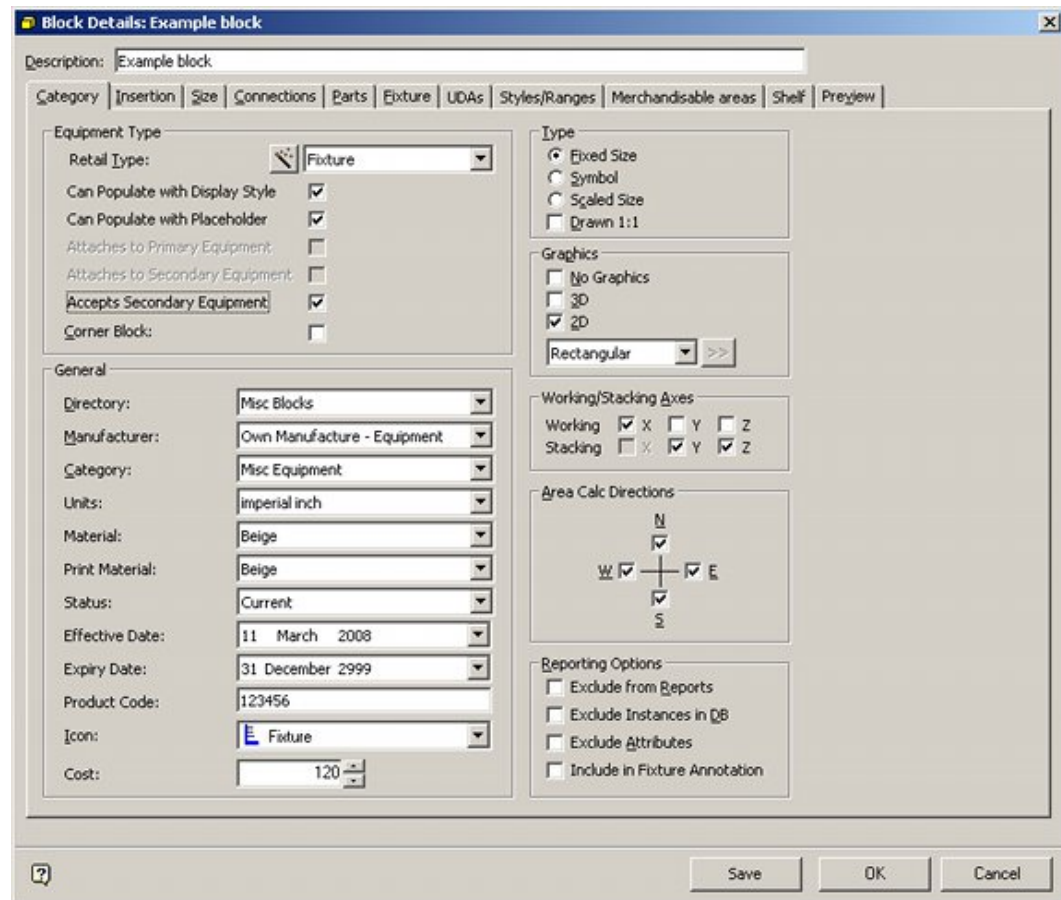 Block Details: Example block
Description: Example block
Category Insertion Size Connections Parts Fixture UDAs Styles/Ranges Merchandisable areas Shelf Preview
Equipment Type
Retail Type: Fixture
Can Populate with Display Style
Can Populate with Placeholder
Attaches to Primary Equipment
Attaches to Secondary Equipment
Accepts Secondary Equipment
Corner Block:
General
Directory: Misc Blocks
Manufacturer: Own Manufacture - Equipment
Category: Misc Equipment
Units: imperial inch
Material: Beige
Print Material: Beige
Status: Current
Effective Date: 11 March 2008
Expiry Date: 31 December 2999
Product Code: 123456
Icon: Fixture
Cost: 120
Type
Fixed Size
Symbol
Scaled Size
Drawn 1:1
Graphics
No Graphics
3D
2D
Rectangular >>
Working/Stacking Axes
Working X Y Z
Stacking X Y Z
Area Calc Directions
N
W E
S
Reporting Options
Exclude from Reports
Exclude Instances in DB
Exclude Attributes
Include in Fixture Annotation
? Save OK Cancel